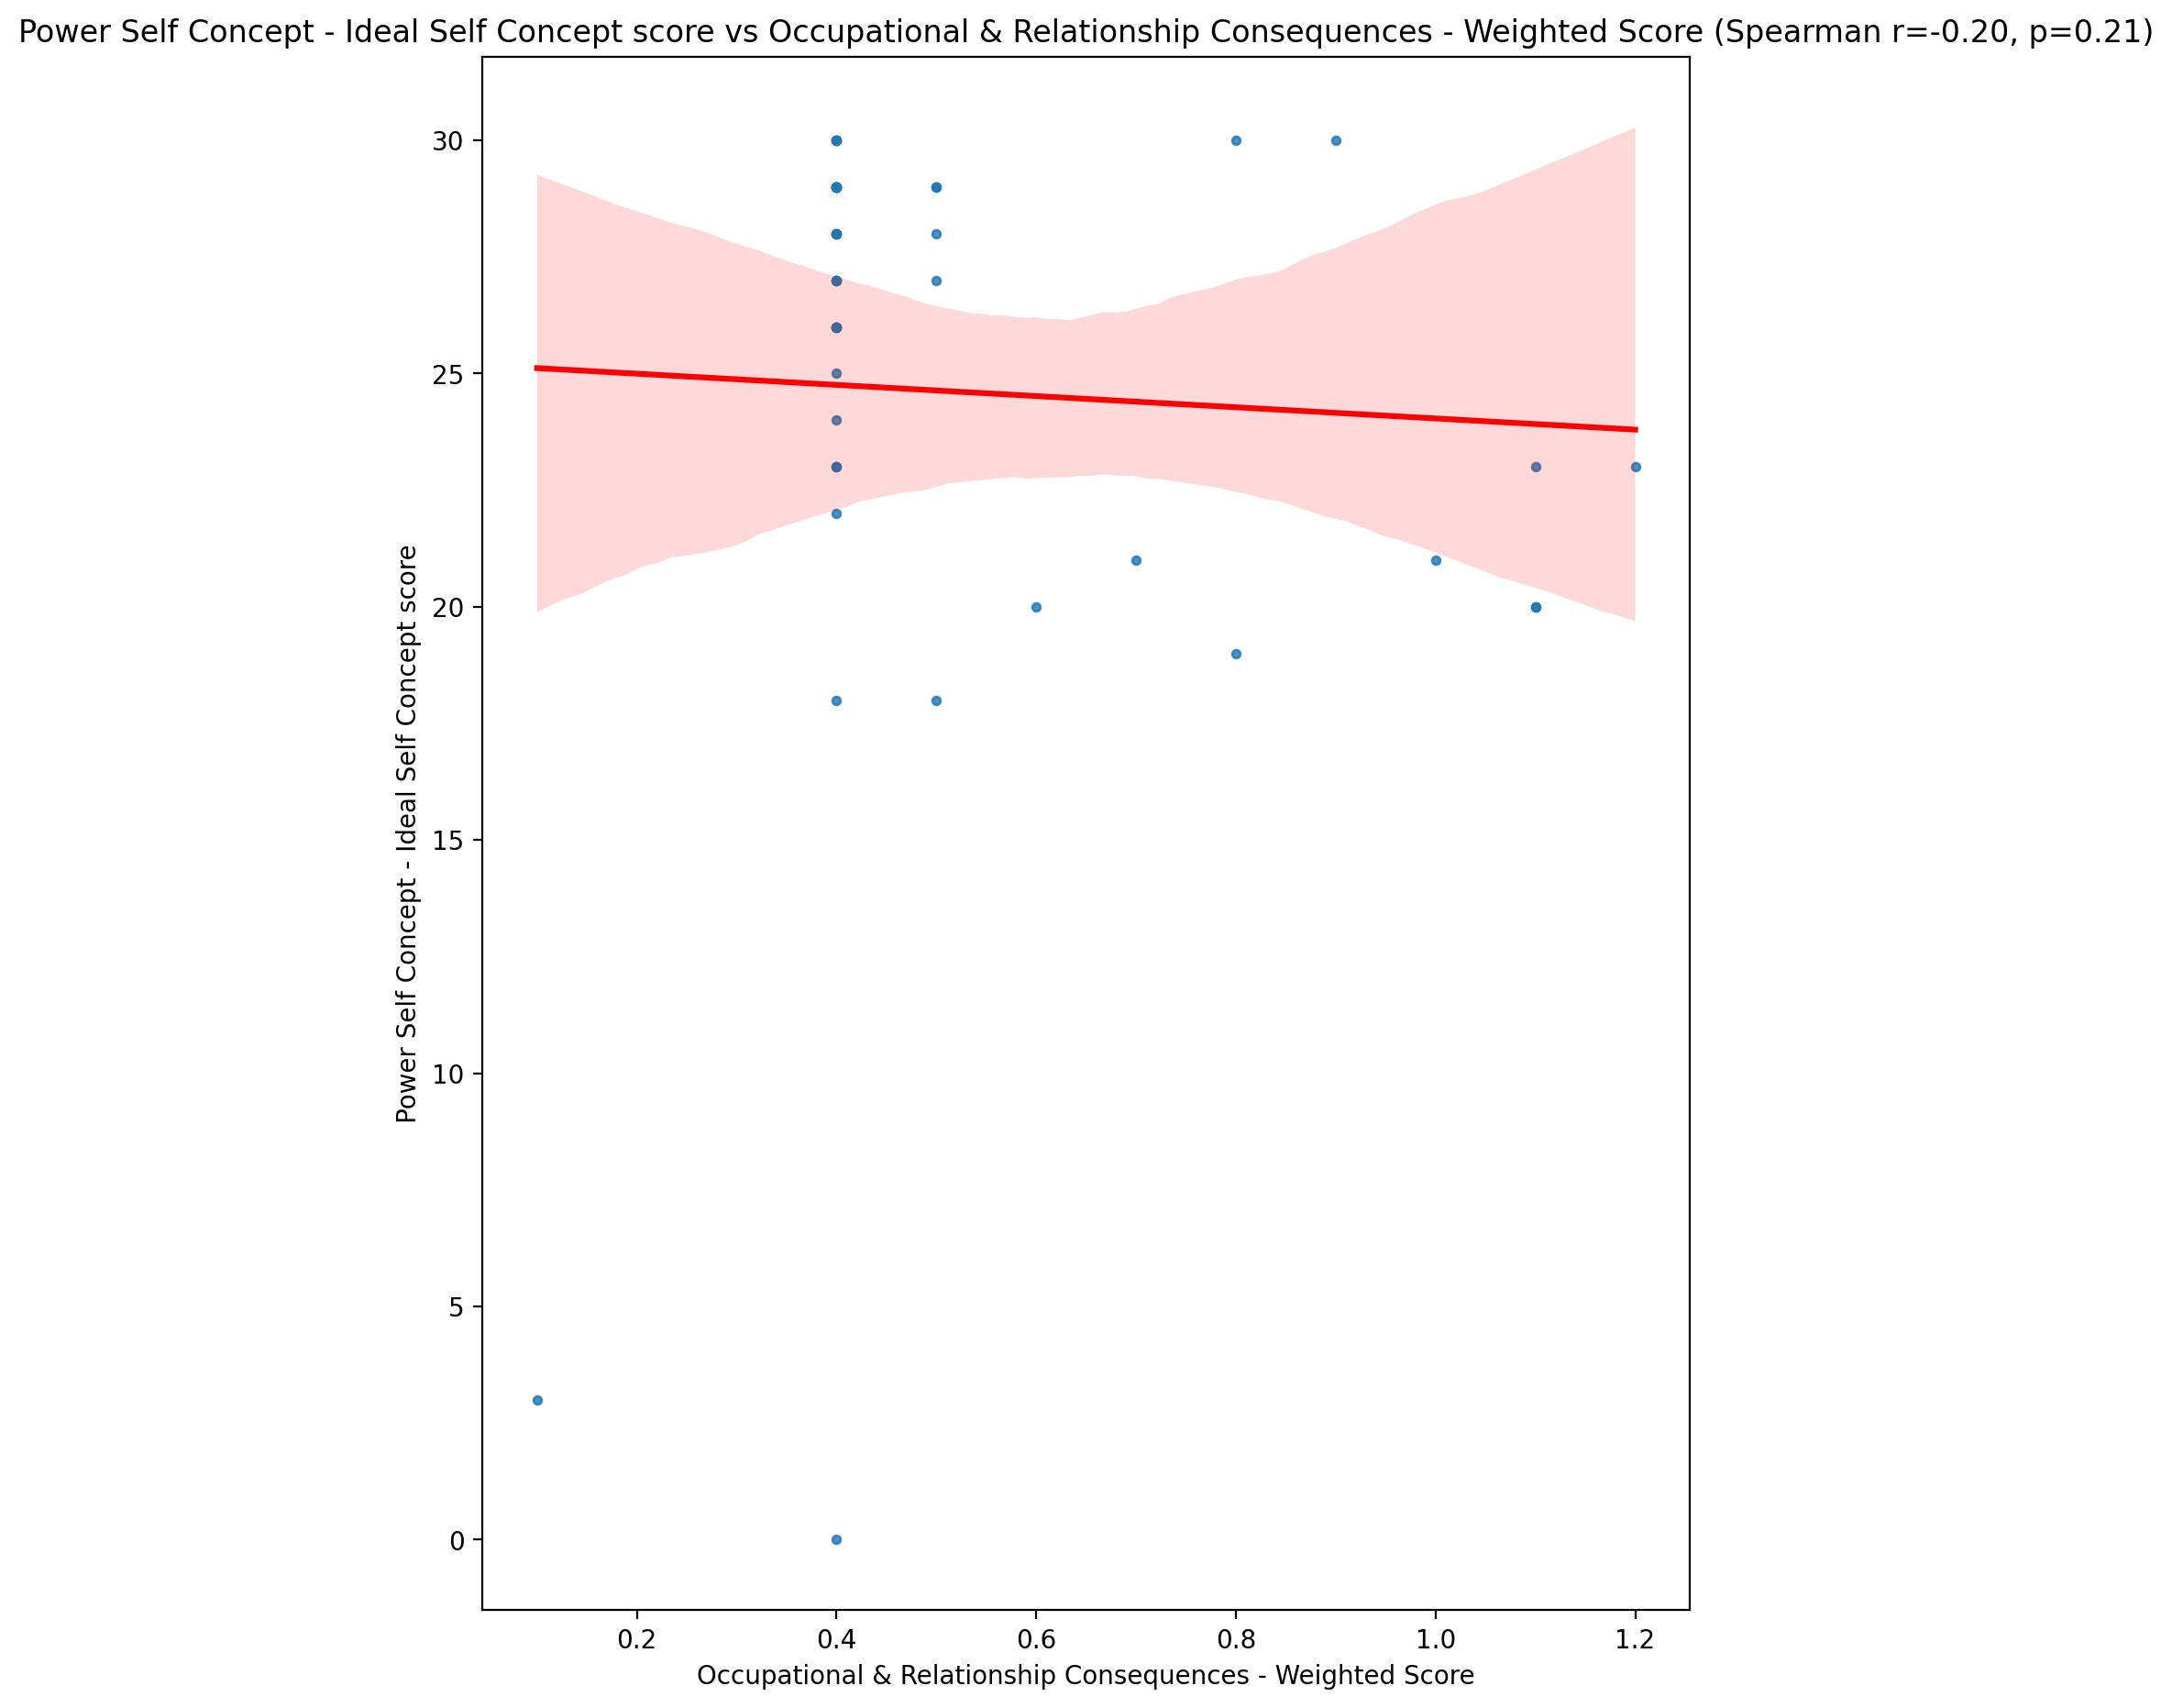 Power Self Concept - Ideal Self Concept score vs Occupational & Relationship Consequences - Weighted Score (Spearman r=-0.20, p=0.21)
Power Self Concept - Ideal Self Concept score
30
25
20
15
10
5
0
0.2 0.4 0.6 0.8 1.0 1.2
Occupational & Relationship Consequences - Weighted Score